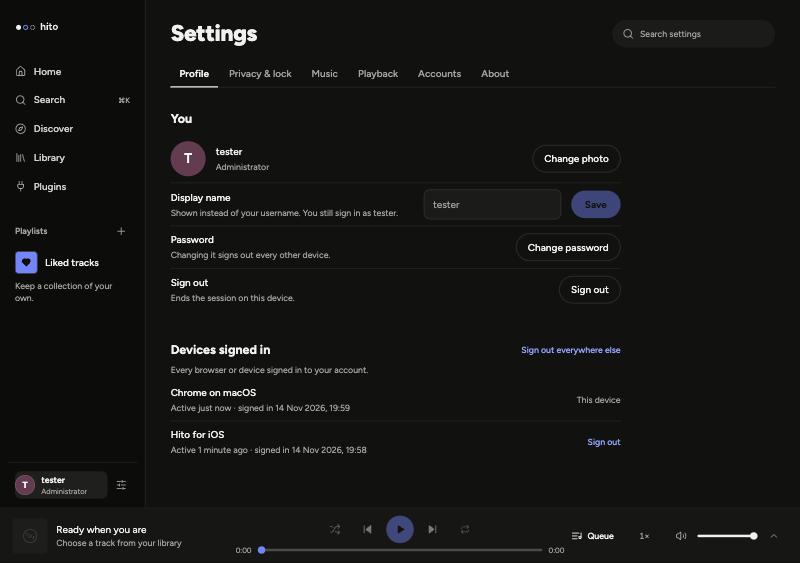 hito
Home
Search
⌘K
Discover
Library
Plugins
Playlists
Liked tracks
Keep a collection of your
own.
T
tester
Administrator
Settings
Search settings
Profile
Privacy & lock
Music
Playback
Accounts
About
You
T
tester
Administrator
Change photo
Display name
Shown instead of your username. You still sign in as tester.
tester
Save
Password
Changing it signs out every other device.
Change password
Sign out
Ends the session on this device.
Sign out
Devices signed in
Sign out everywhere else
Every browser or device signed in to your account.
Chrome on macOS
Active just now · signed in 14 Nov 2026, 19:59
This device
Hito for iOS
Active 1 minute ago · signed in 14 Nov 2026, 19:58
Sign out
Ready when you are
Choose a track from your library
0:00
0:00
Queue
1×